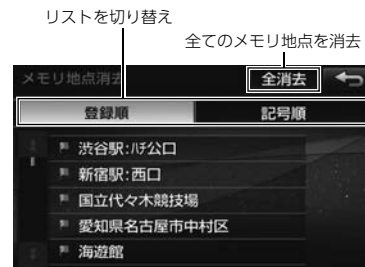 リストを切り替え
全てのメモリ地点を消去
メモリ地点消去
全消去
登録順 記号順
渋谷駅:ハチ公口
新宿駅:西口
国立代々木競技場
愛知県名古屋市中村区
海遊館